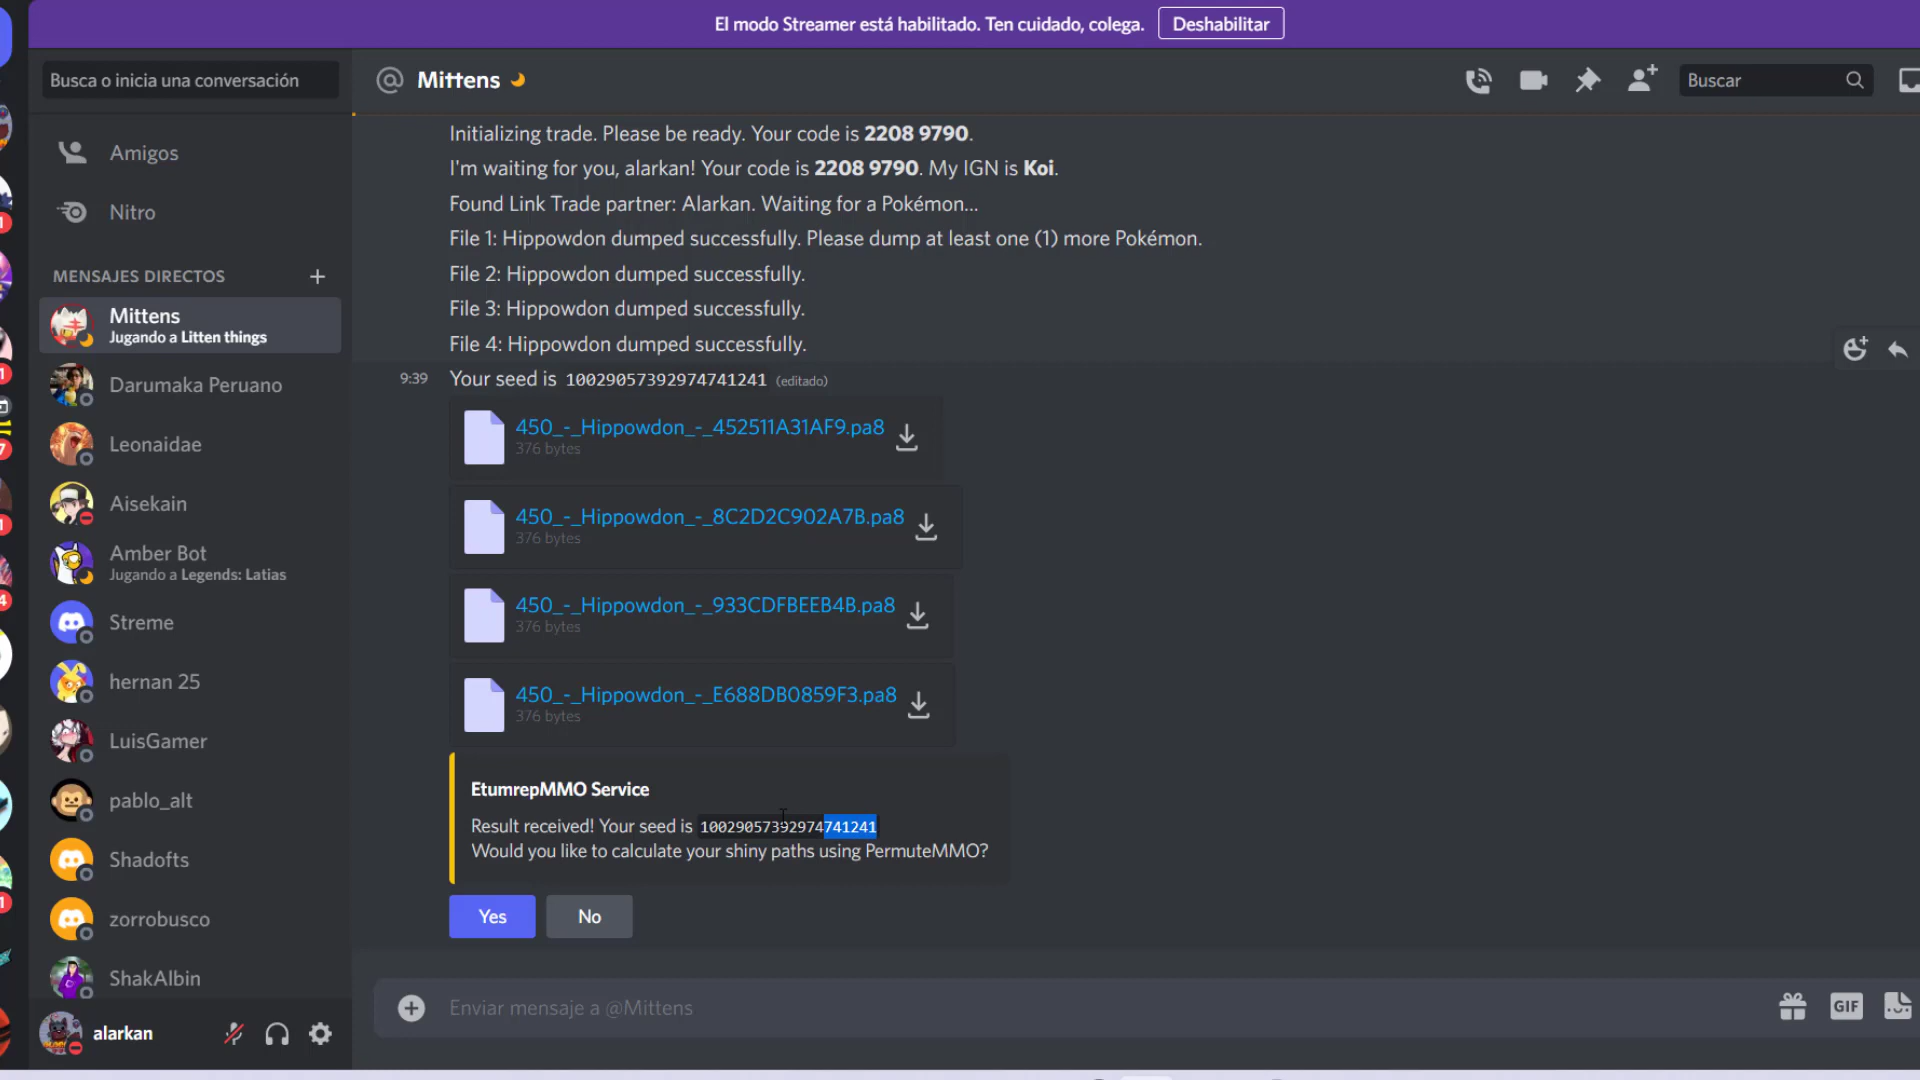 El modo Streamer está habilitado. Ten cuidado, colega.
Deshabilitar
Busca o inicia una conversación
Mittens
Buscar
Amigos
Nitro
MENSAJES DIRECTOS
Mittens
Jugando a Litten things
Darumaka Peruano
Leonaidae
Aisekain
Amber Bot
Jugando a Legends: Latias
Streme
hernan 25
LuisGamer
pablo_alt
Shadofts
zorrobusco
ShakAlbin
alarkan
Initializing trade. Please be ready. Your code is 2208 9790.
I'm waiting for you, alarkan! Your code is 2208 9790. My IGN is Koi.
Found Link Trade partner: Alarkan. Waiting for a Pokémon...
File 1: Hippowdon dumped successfully. Please dump at least one (1) more Pokémon.
File 2: Hippowdon dumped successfully.
File 3: Hippowdon dumped successfully.
File 4: Hippowdon dumped successfully.
9:39 Your seed is 10029057392974741241 (editado)
450_-_Hippowdon_-_452511A31AF9.pa8
376 bytes
450_-_Hippowdon_-_8C2D2C902A7B.pa8
376 bytes
450_-_Hippowdon_-_933CDFBEEB4B.pa8
376 bytes
450_-_Hippowdon_-_E688DB0859F3.pa8
376 bytes
EtumrepMMO Service
Result received! Your seed is 10029057392974741241
Would you like to calculate your shiny paths using PermuteMMO?
Yes
No
Enviar mensaje a @Mittens
GIF